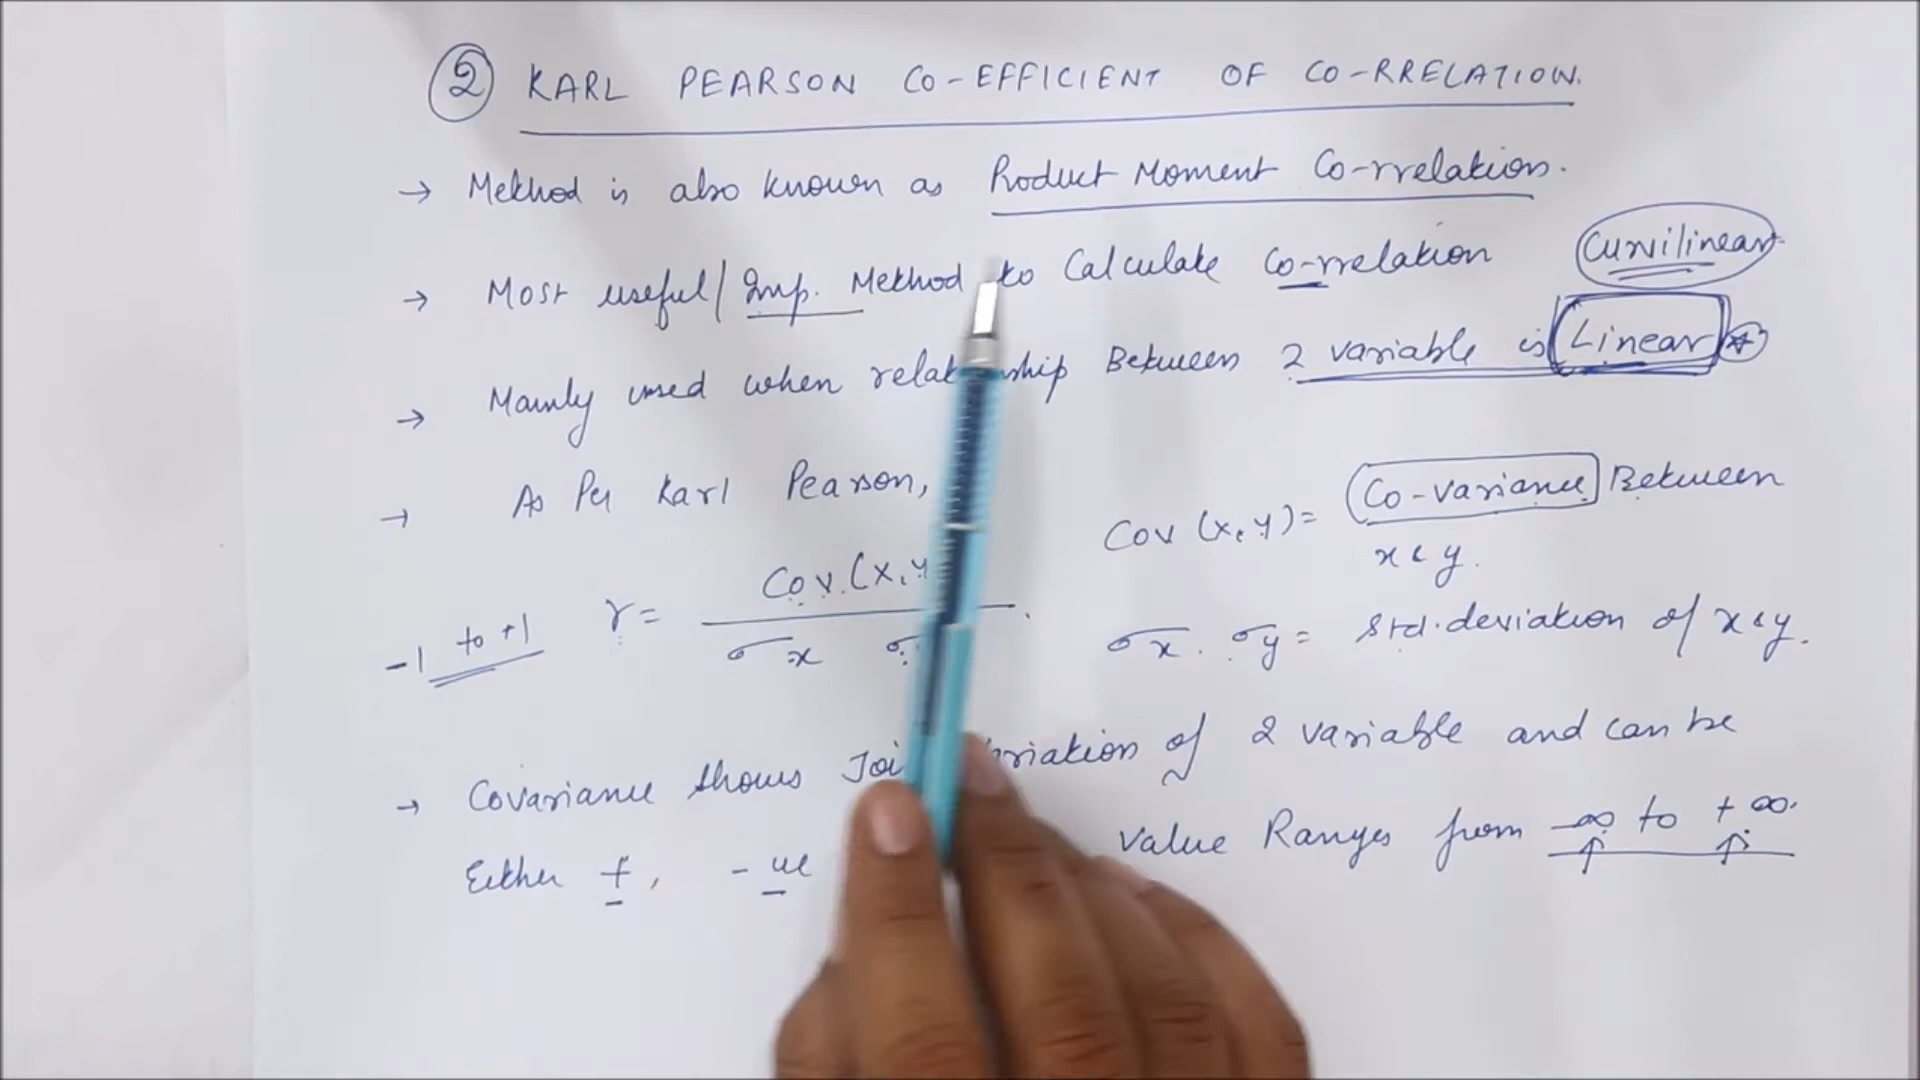 ② KARL PEARSON CO-EFFICIENT OF CO-RRELATION.
→ Method is also known as Product Moment Co-rrelation.
→ Most useful/Imp. Method to Calculate Co-rrelation
Curvilinear
→ Mainly used when relationship Between 2 variable is Linear
→ As Per Karl Pearson,
Cov (x,y) = Co-variance Between x & y.
-1 to +1
r = Cov.(x,y
σx σ
σx. σy = Std.deviation of x & y.
→ Covariance shows Joi riation of 2 variable and can be
Either +, -ve Value Ranges from -∞ to +∞.